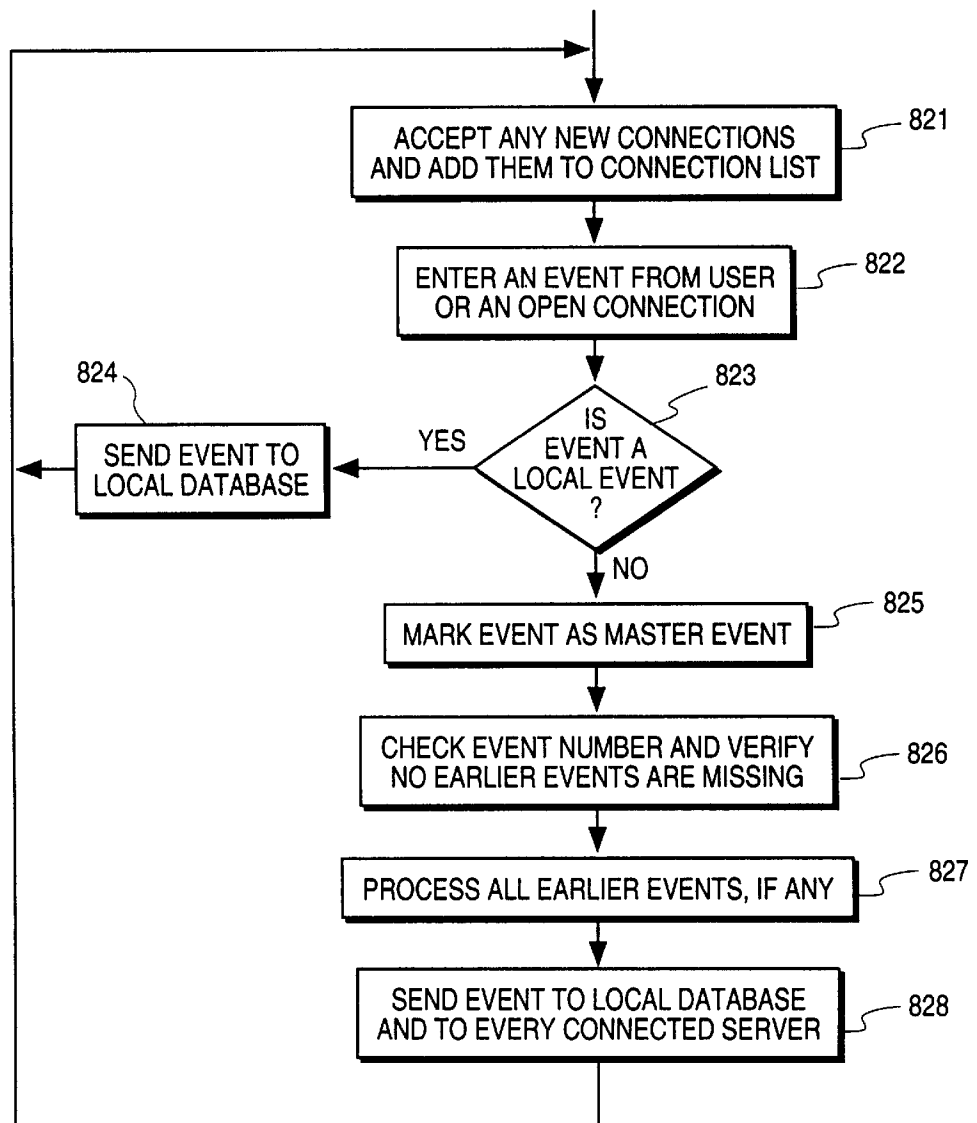 ACCEPT ANY NEW CONNECTIONS
AND ADD THEM TO CONNECTION LIST
821
ENTER AN EVENT FROM USER
OR AN OPEN CONNECTION
822
823
IS
EVENT A
LOCAL EVENT
?
YES
824
SEND EVENT TO
LOCAL DATABASE
NO
825
MARK EVENT AS MASTER EVENT
CHECK EVENT NUMBER AND VERIFY
NO EARLIER EVENTS ARE MISSING
826
PROCESS ALL EARLIER EVENTS, IF ANY
827
SEND EVENT TO LOCAL DATABASE
AND TO EVERY CONNECTED SERVER
828